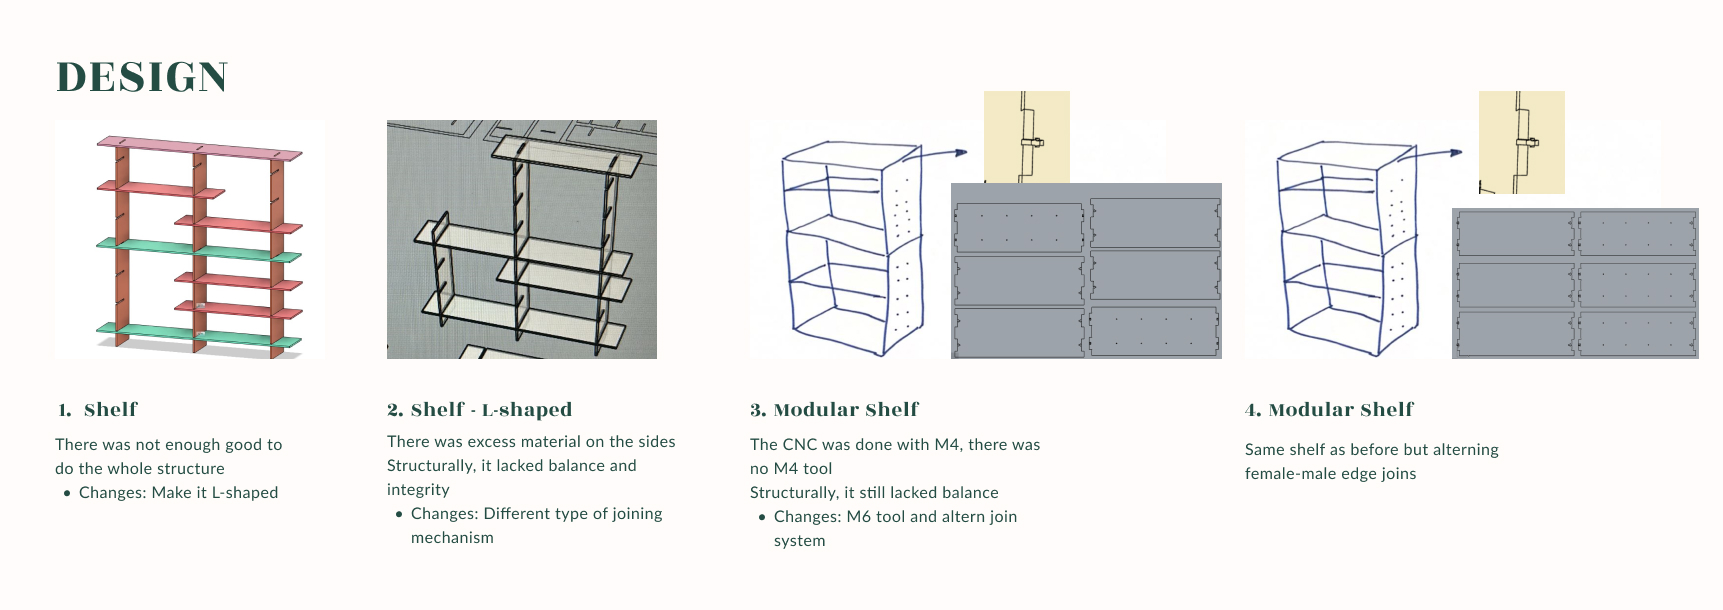 DESIGN
1. Shelf
There was not enough good to
do the whole structure
• Changes: Make it L-shaped
2. Shelf - L-shaped
There was excess material on the sides
Structurally, it lacked balance and
integrity
• Changes: Different type of joining
mechanism
3. Modular Shelf
The CNC was done with M4, there was
no M4 tool
Structurally, it still lacked balance
• Changes: M6 tool and altern join
system
4. Modular Shelf
Same shelf as before but alterning
female-male edge joins